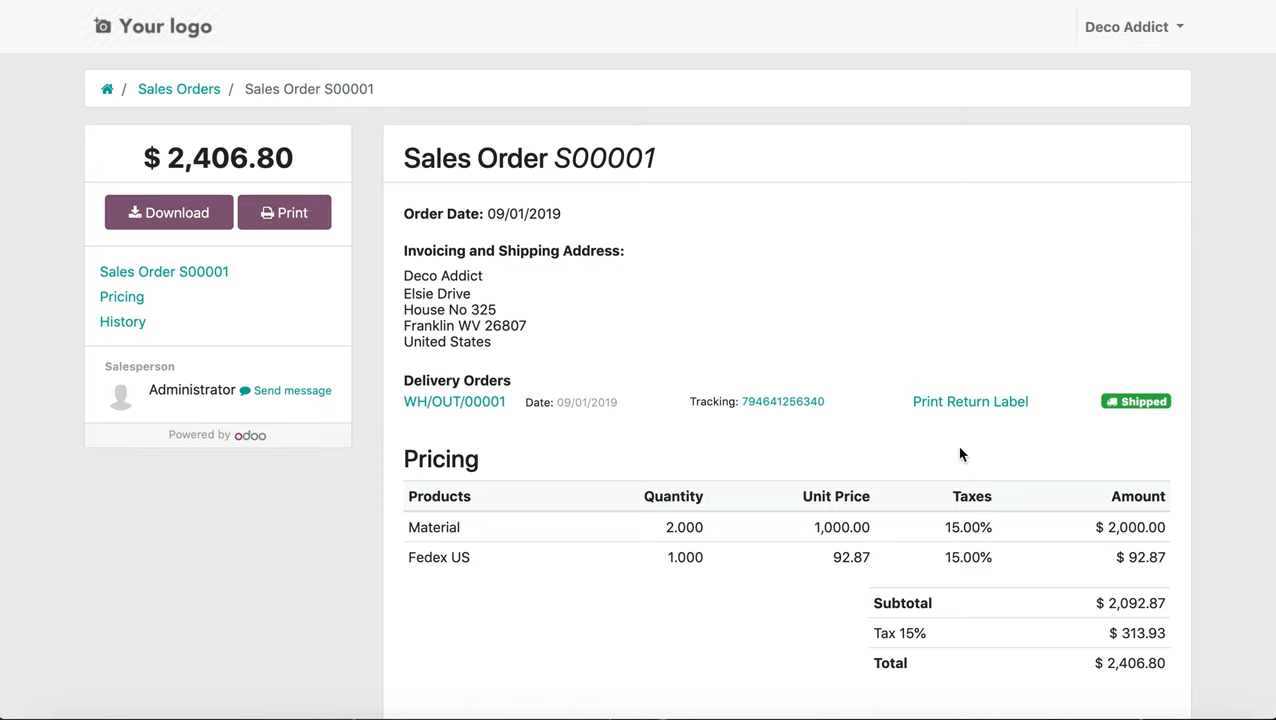 Your logo
Deco Addict
/ Sales Orders / Sales Order S00001
$ 2,406.80
Download Print
Sales Order S00001
Pricing
History
Salesperson
Administrator Send message
Powered by odoo
Sales Order S00001
Order Date: 09/01/2019
Invoicing and Shipping Address:
Deco Addict
Elsie Drive
House No 325
Franklin WV 26807
United States
Delivery Orders
WH/OUT/00001 Date: 09/01/2019 Tracking: 794641256340 Print Return Label Shipped
Pricing
Products Quantity Unit Price Taxes Amount
Material 2.000 1,000.00 15.00% $ 2,000.00
Fedex US 1.000 92.87 15.00% $ 92.87
Subtotal $ 2,092.87
Tax 15% $ 313.93
Total $ 2,406.80